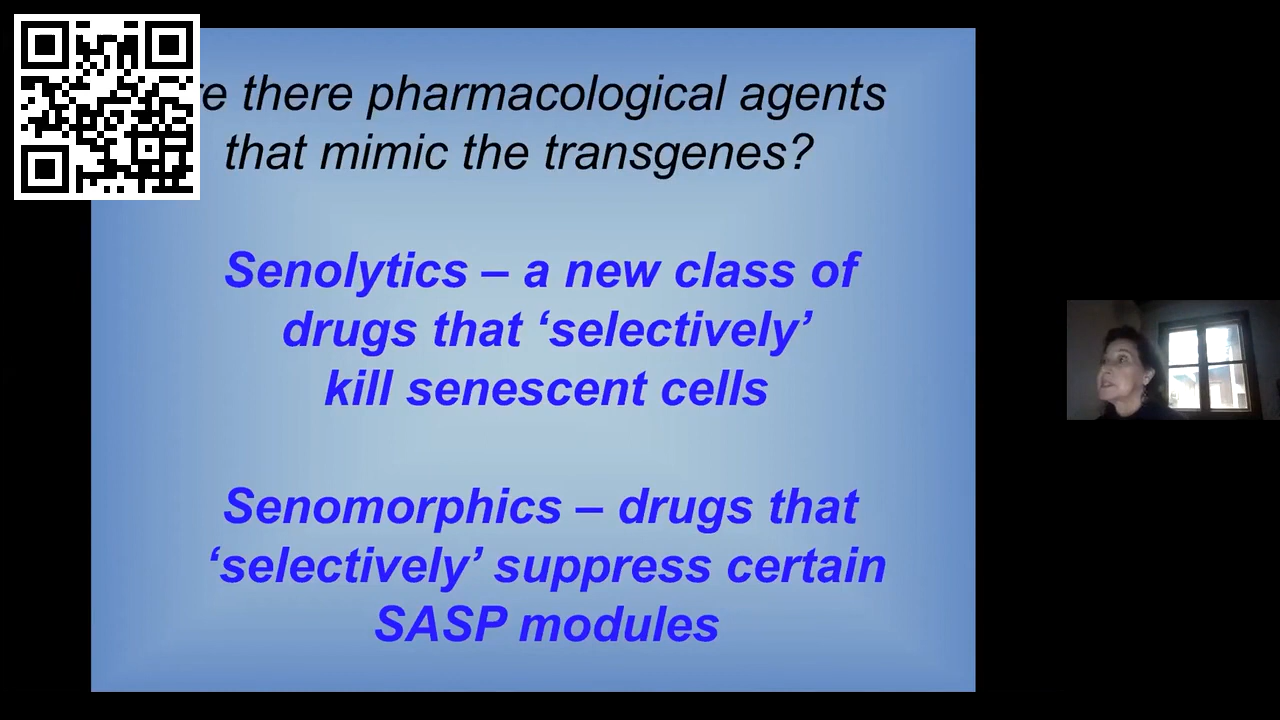 re there pharmacological agents
that mimic the transgenes?
Senolytics – a new class of
drugs that ‘selectively’
kill senescent cells
Senomorphics – drugs that
‘selectively’ suppress certain
SASP modules